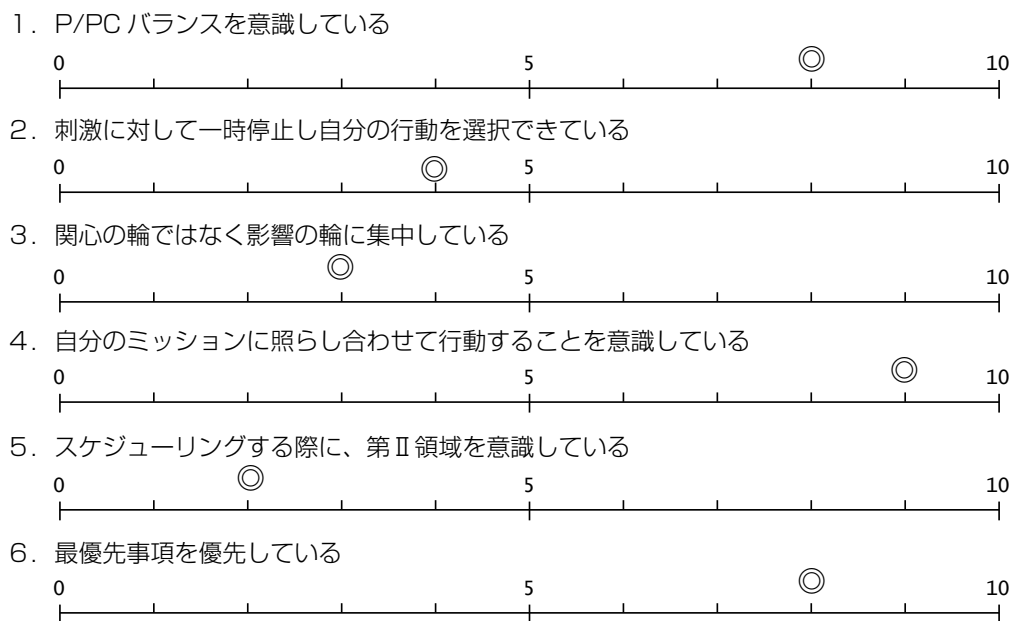 1．P/PC バランスを意識している
0 5 10
2．刺激に対して一時停止し自分の行動を選択できている
0 5 10
3．関心の輪ではなく影響の輪に集中している
0 5 10
4．自分のミッションに照らし合わせて行動することを意識している
0 5 10
5．スケジューリングする際に、第Ⅱ領域を意識している
0 5 10
6．最優先事項を優先している
0 5 10